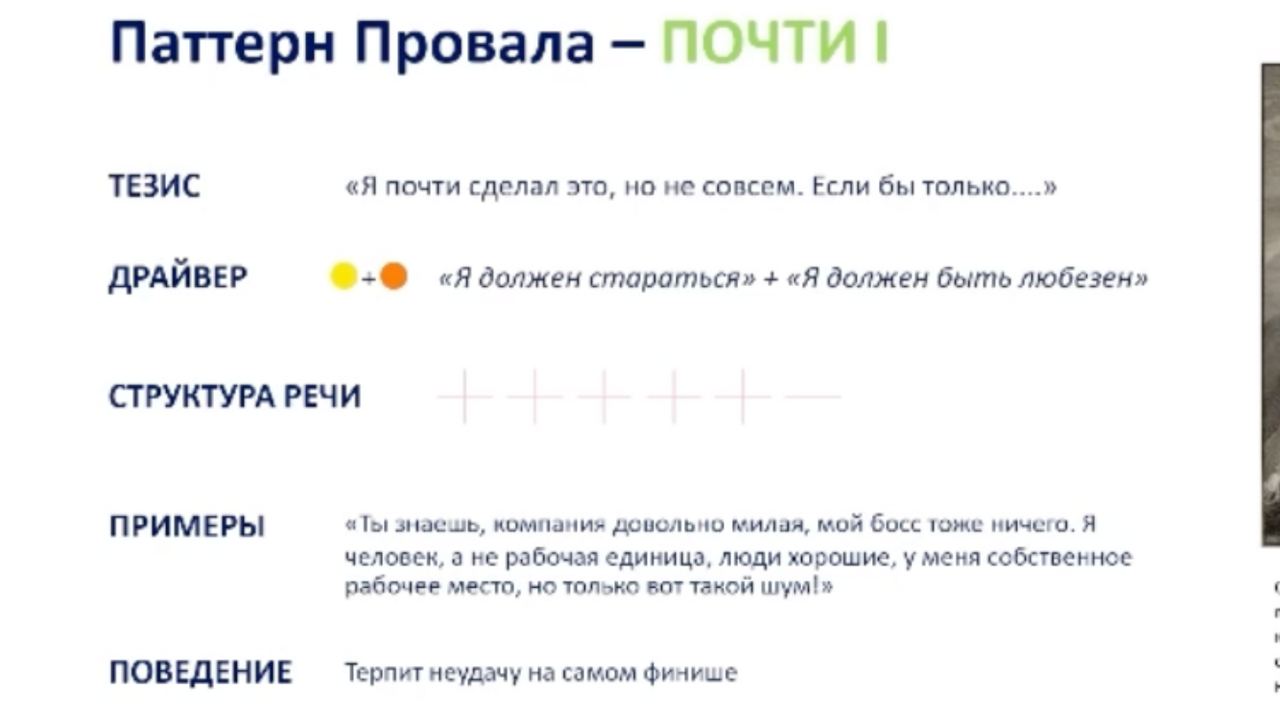 Паттерн Провала – ПОЧТИ I
ТЕЗИС «Я почти сделал это, но не совсем. Если бы только....»
ДРАЙВЕР + «Я должен стараться» + «Я должен быть любезен»
СТРУКТУРА РЕЧИ
ПРИМЕРЫ «Ты знаешь, компания довольно милая, мой босс тоже ничего. Я
человек, а не рабочая единица, люди хорошие, у меня собственное
рабочее место, но только вот такой шум!»
ПОВЕДЕНИЕ Терпит неудачу на самом финише